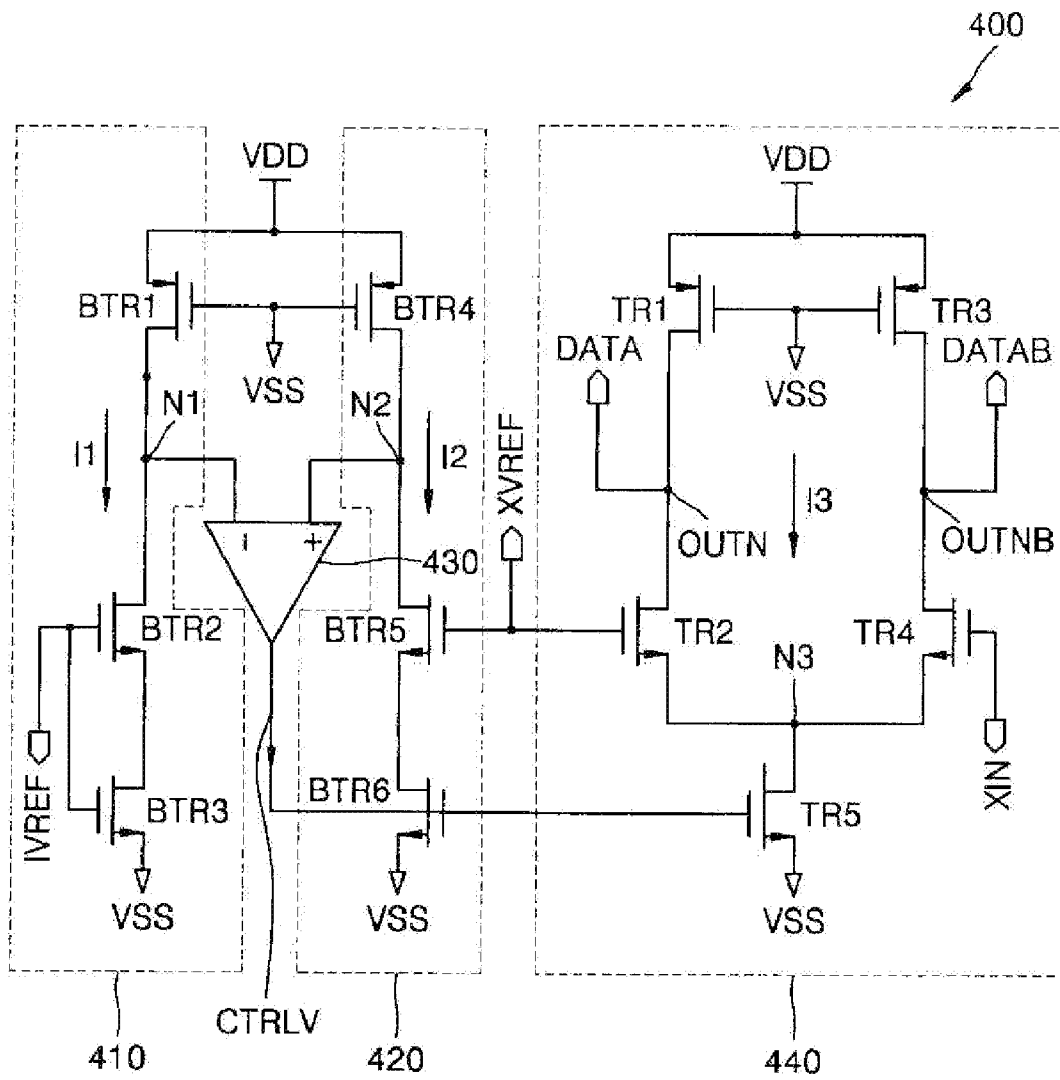 400
VDD
VDD
BTR1
BTR4
TR1
TR3
DATA
DATAB
VSS
VSS
N1
N2
I1
I2
XVREF
I3
OUTN
OUTNB
− +
430
BTR2
BTR5
TR2
TR4
N3
IVREF
BTR3
BTR6
TR5
XIN
VSS
VSS
VSS
CTRLV
410
420
440